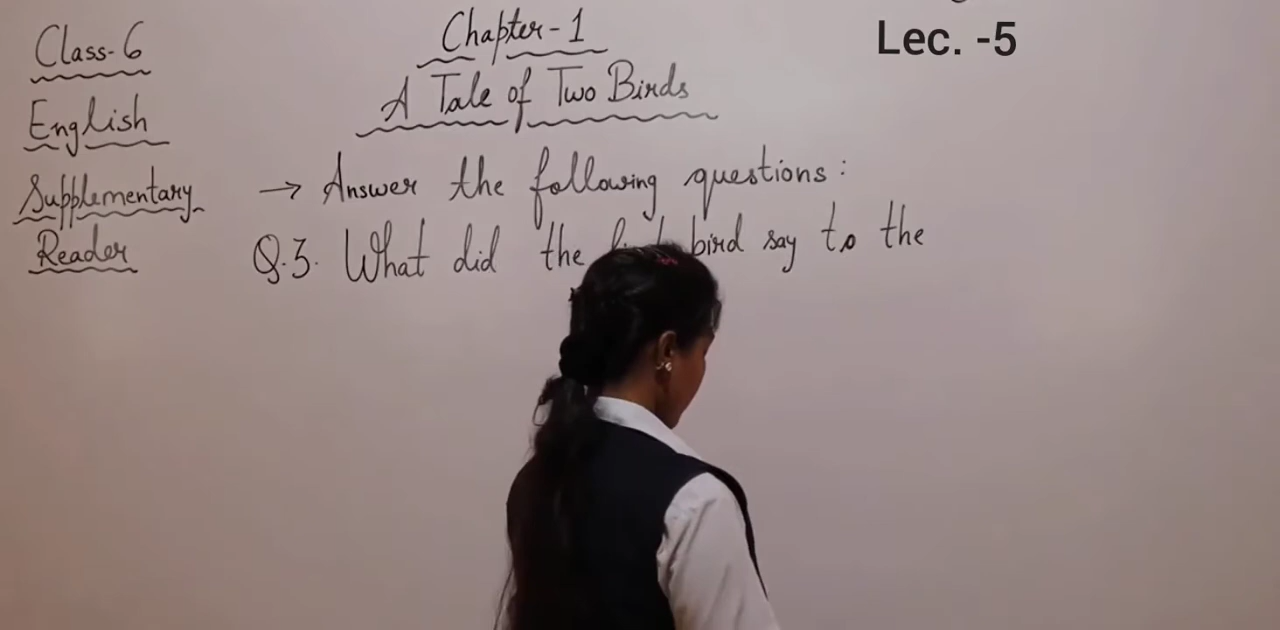 Class-6
English
Supplementary
Reader
Chapter-1
A Tale of Two Birds
Lec. -5
→ Answer the following questions:
Q.3. What did the bird say to the